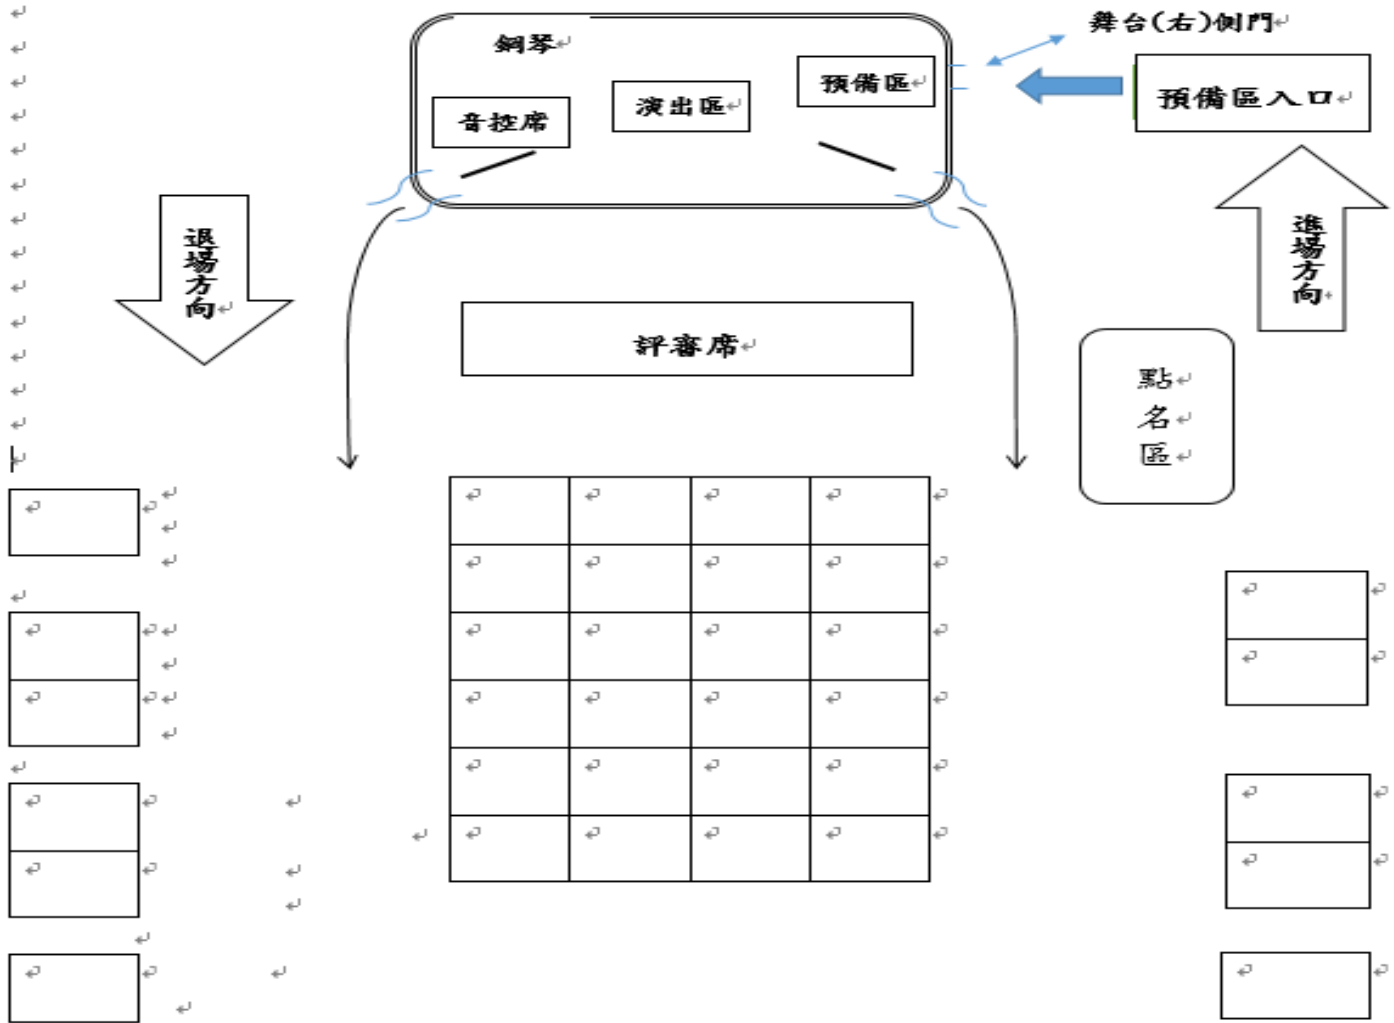 舞台(右)側門
鋼琴
預備區
演出區
音控席
預備區入口
退場方向
進場方向
評審席
點
名
區